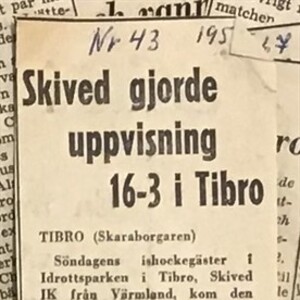 matchen
Nr 43 195
Skived gjorde
uppvisning
16-3 i Tibro
TIBRO (Skaraborgaren)
Söndagens ishockegäster i
Idrottsparken i Tibro, Skived
IK från Värmland, kom den